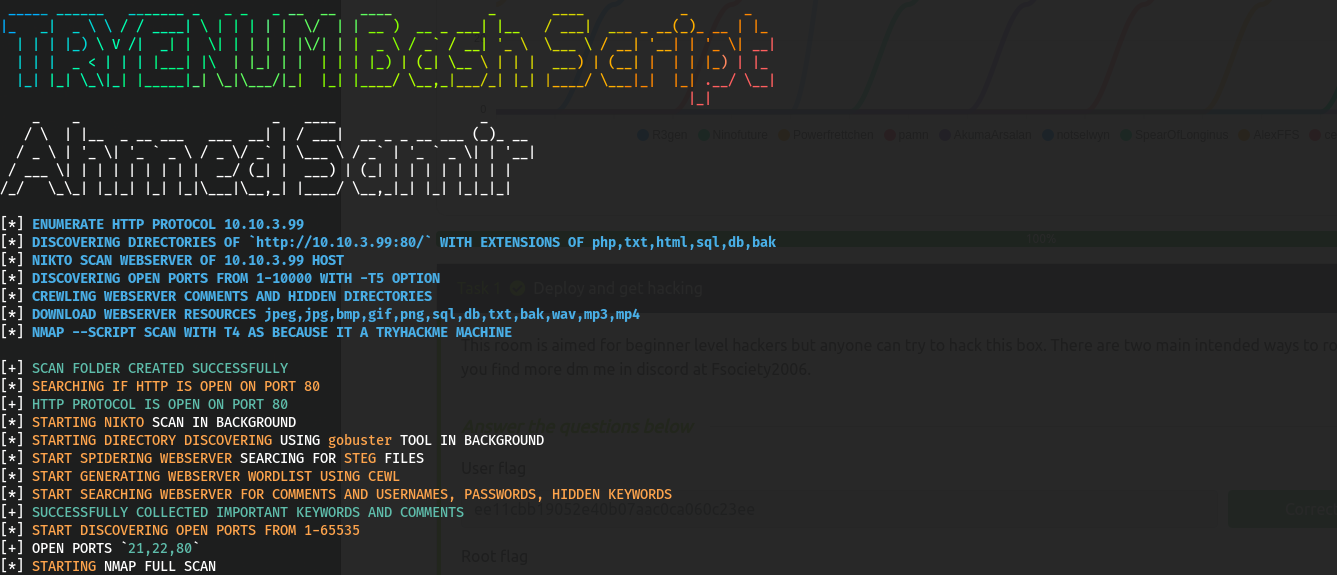 TRYENUM Bash Script
Ahmed Samir
[*] ENUMERATE HTTP PROTOCOL 10.10.3.99
[*] DISCOVERING DIRECTORIES OF `http://10.10.3.99:80/` WITH EXTENSIONS OF php,txt,html,sql,db,bak
[*] NIKTO SCAN WEBSERVER OF 10.10.3.99 HOST
[*] DISCOVERING OPEN PORTS FROM 1-10000 WITH -T5 OPTION
[*] CREWLING WEBSERVER COMMENTS AND HIDDEN DIRECTORIES
[*] DOWNLOAD WEBSERVER RESOURCES jpeg,jpg,bmp,gif,png,sql,db,txt,bak,wav,mp3,mp4
[*] NMAP --SCRIPT SCAN WITH T4 AS BECAUSE IT A TRYHACKME MACHINE
[+] SCAN FOLDER CREATED SUCCESSFULLY
[*] SEARCHING IF HTTP IS OPEN ON PORT 80
[+] HTTP PROTOCOL IS OPEN ON PORT 80
[*] STARTING NIKTO SCAN IN BACKGROUND
[*] STARTING DIRECTORY DISCOVERING USING gobuster TOOL IN BACKGROUND
[*] START SPIDERING WEBSERVER SEARCING FOR STEG FILES
[*] START GENERATING WEBSERVER WORDLIST USING CEWL
[*] START SEARCHING WEBSERVER FOR COMMENTS AND USERNAMES, PASSWORDS, HIDDEN KEYWORDS
[+] SUCCESSFULLY COLLECTED IMPORTANT KEYWORDS AND COMMENTS
[*] START DISCOVERING OPEN PORTS FROM 1-65535
[+] OPEN PORTS `21,22,80`
[*] STARTING NMAP FULL SCAN
Task 1 Deploy and get hacking
This room is aimed for beginner level hackers but anyone can try to hack this box. There are two main intended ways to ro
you find more dm me in discord at Fsociety2006.
Answer the questions below
User flag
ee11cbb19052e40b07aac0ca060c23ee
Root flag